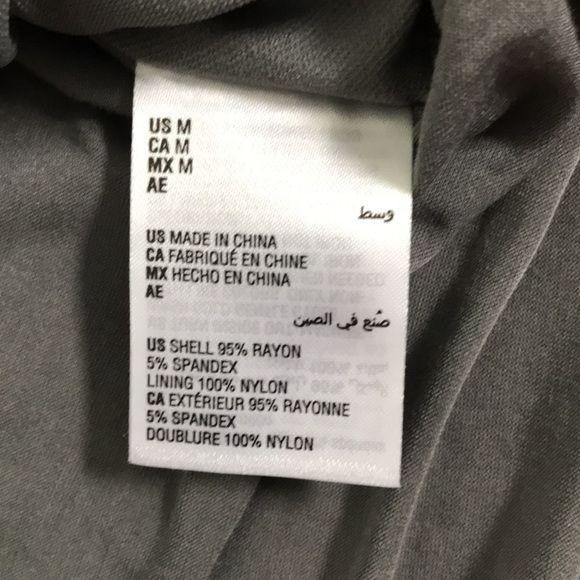 US M
CA M
MX M
AE
وسط
US MADE IN CHINA
CA FABRIQUÉ EN CHINE
MX HECHO EN CHINA
AE
صُنع في الصين
US SHELL 95% RAYON
5% SPANDEX
LINING 100% NYLON
CA EXTÉRIEUR 95% RAYONNE
5% SPANDEX
DOUBLURE 100% NYLON